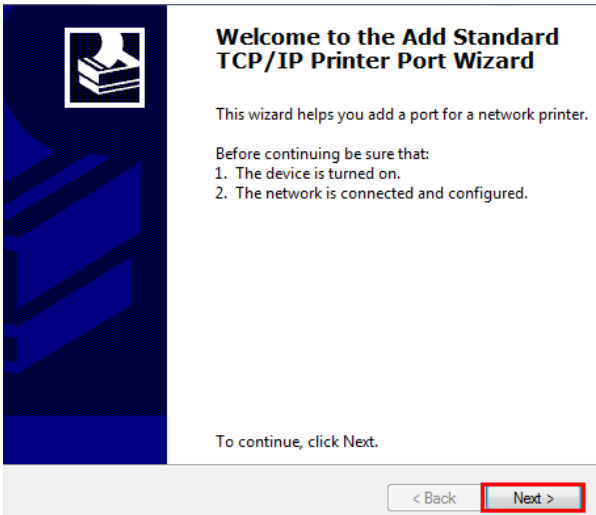 Welcome to the Add Standard
TCP/IP Printer Port Wizard
This wizard helps you add a port for a network printer.
Before continuing be sure that:
1. The device is turned on.
2. The network is connected and configured.
To continue, click Next.
< Back
Next >